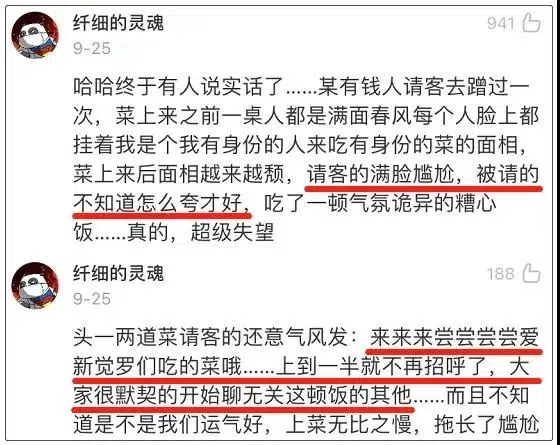 纤细的灵魂
941
9-25
哈哈终于有人说实话了......某有钱人请客去蹭过一
次，菜上来之前一桌人都是满面春风每个人脸上都
挂着我是个我有身份的人来吃有身份的菜的面相，
菜上来后面相越来越颓，请客的满脸尴尬，被请的
不知道怎么夸才好，吃了一顿气氛诡异的糟心
饭......真的，超级失望
纤细的灵魂
188
9-25
头一两道菜请客的还意气风发：来来来尝尝尝尝爱
新觉罗们吃的菜哦......上到一半就不再招呼了，大
家很默契的开始聊无关这顿饭的其他......而且不知
道是不是我们运气好，上菜无比之慢，拖长了尴尬